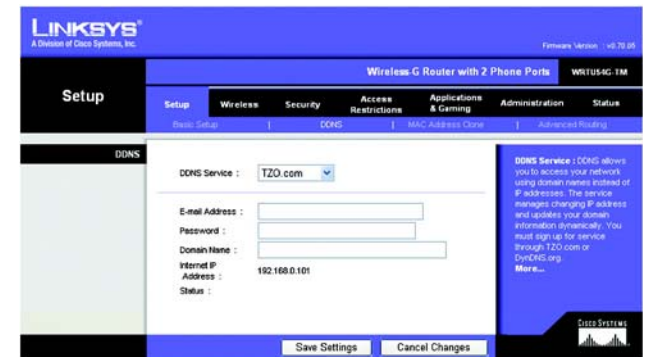 LINKSYS®
A Division of Cisco Systems, Inc.
Firmware Version : v0.70.05
Wireless-G Router with 2 Phone Ports WRTU54G-TM
Setup
Setup Wireless Security Access Restrictions Applications & Gaming Administration Status
Basic Setup | DDNS | MAC Address Clone | Advanced Routing
DDNS
DDNS Service : TZO.com
E-mail Address :
Password :
Domain Name :
Internet IP Address : 192.168.0.101
Status :
DDNS Service : DDNS allows
you to access your network
using domain names instead of
IP addresses. The service
manages changing IP address
and updates your domain
information dynamically. You
must sign up for service
through TZO.com or
DynDNS.org.
More...
Save Settings Cancel Changes
CISCO SYSTEMS